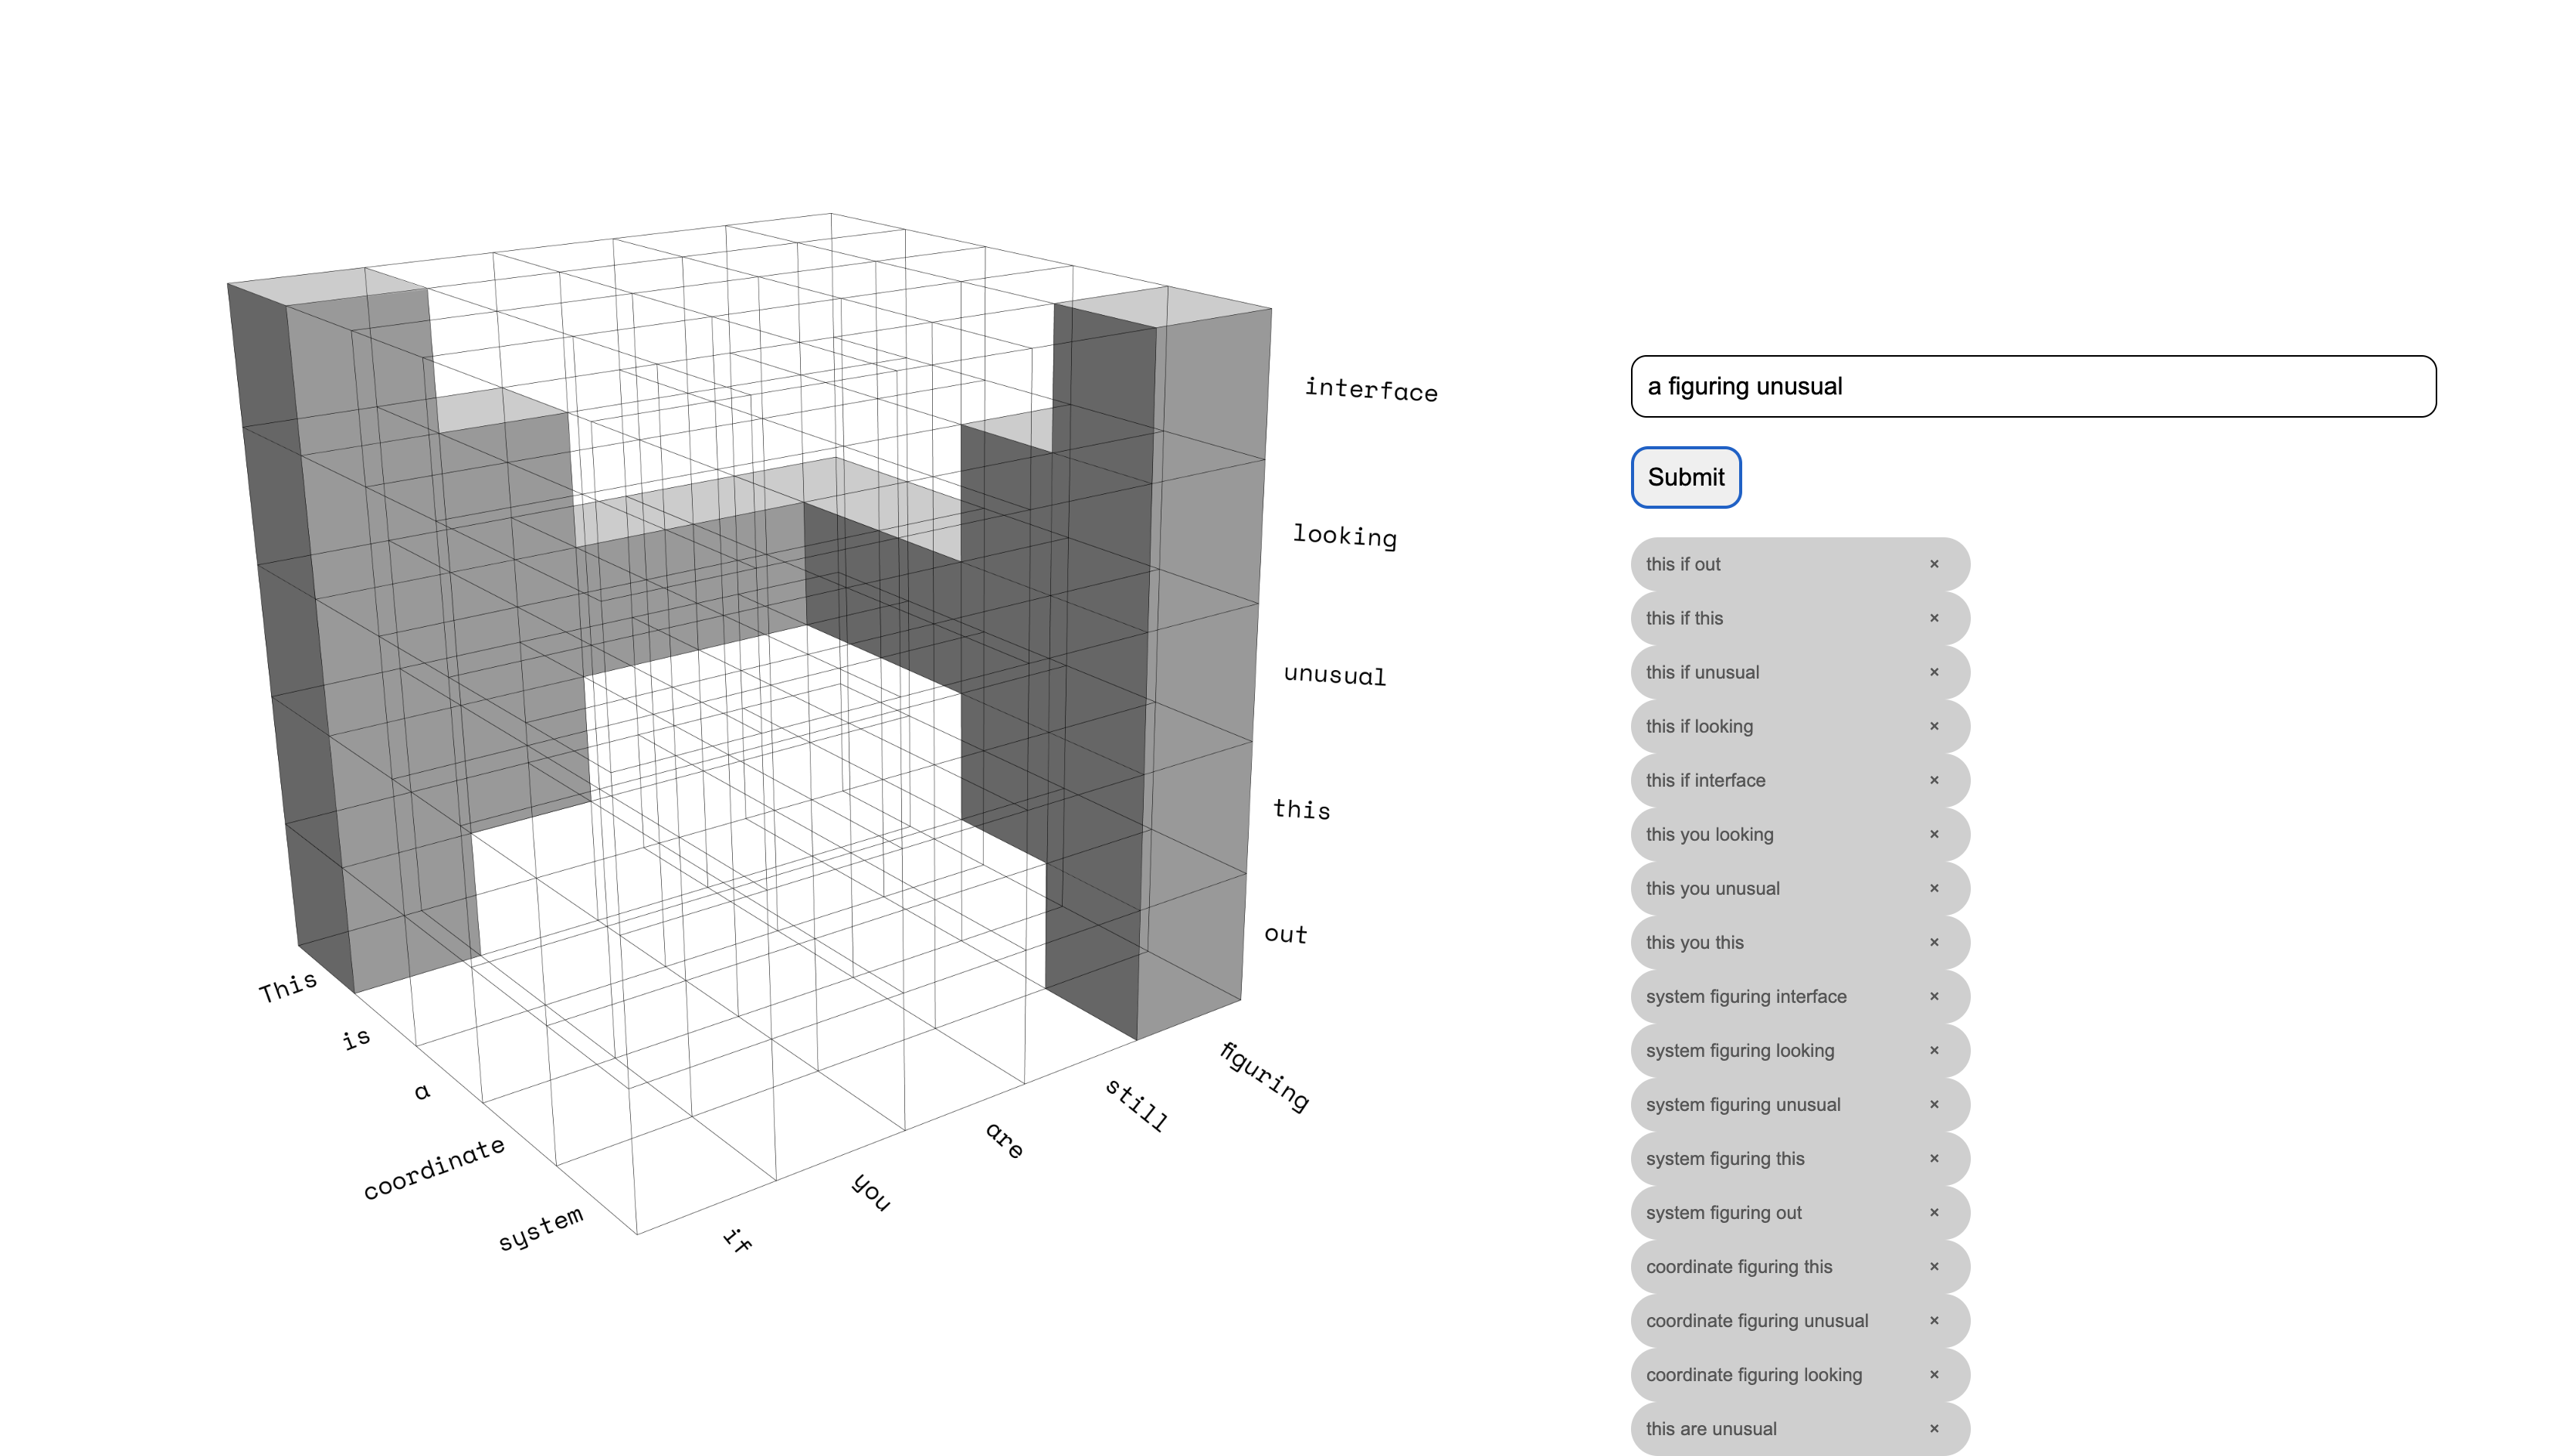 interface
looking
unusual
this
out
This
is
a
coordinate
system
if
you
are
still
figuring
a figuring unusual
Submit
this if out ×
this if this ×
this if unusual ×
this if looking ×
this if interface ×
this you looking ×
this you unusual ×
this you this ×
system figuring interface ×
system figuring looking ×
system figuring unusual ×
system figuring this ×
system figuring out ×
coordinate figuring this ×
coordinate figuring unusual ×
coordinate figuring looking ×
this are unusual ×